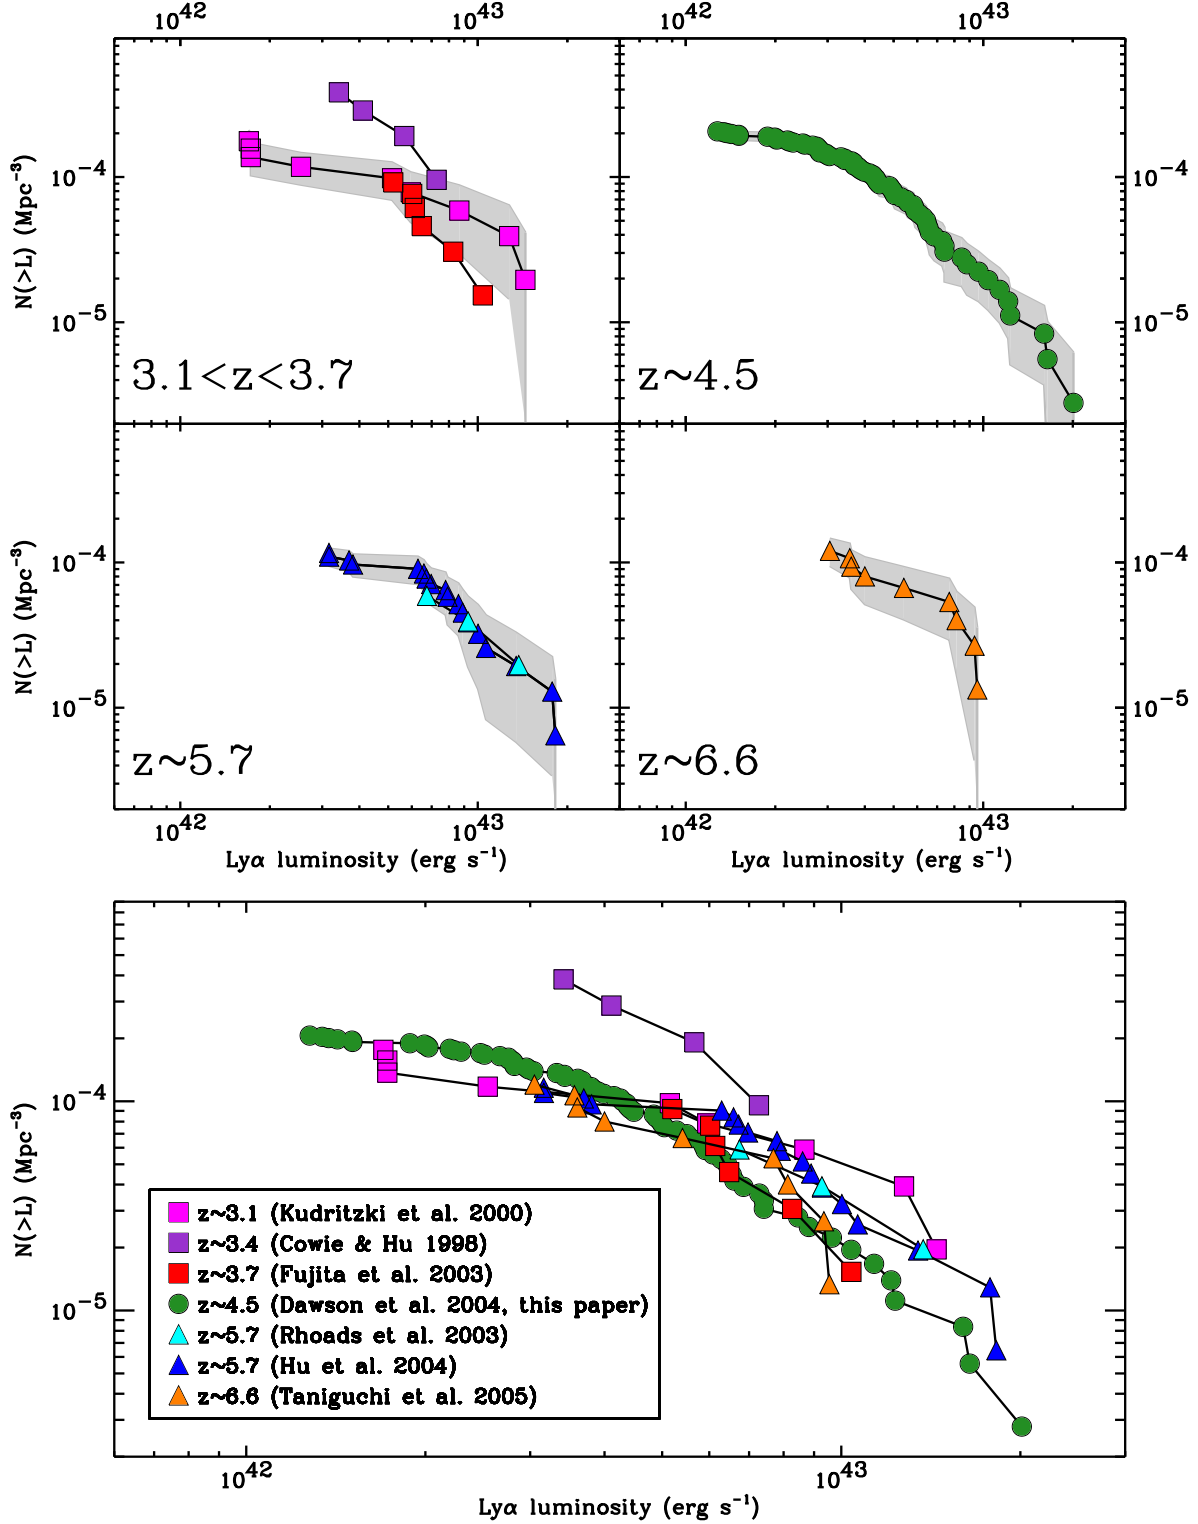 10^42 10^43 10^42 10^43
N(>L) (Mpc^-3)
10^-4
10^-5
3.1<z<3.7
z~4.5
10^-4
10^-5
N(>L) (Mpc^-3)
10^-4
10^-5
z~5.7
z~6.6
10^-4
10^-5
10^42 10^43 10^42 10^43
Lyα luminosity (erg s^-1) Lyα luminosity (erg s^-1)
N(>L) (Mpc^-3)
10^-4
10^-5
z~3.1 (Kudritzki et al. 2000)
z~3.4 (Cowie & Hu 1998)
z~3.7 (Fujita et al. 2003)
z~4.5 (Dawson et al. 2004, this paper)
z~5.7 (Rhoads et al. 2003)
z~5.7 (Hu et al. 2004)
z~6.6 (Taniguchi et al. 2005)
10^42 10^43
Lyα luminosity (erg s^-1)